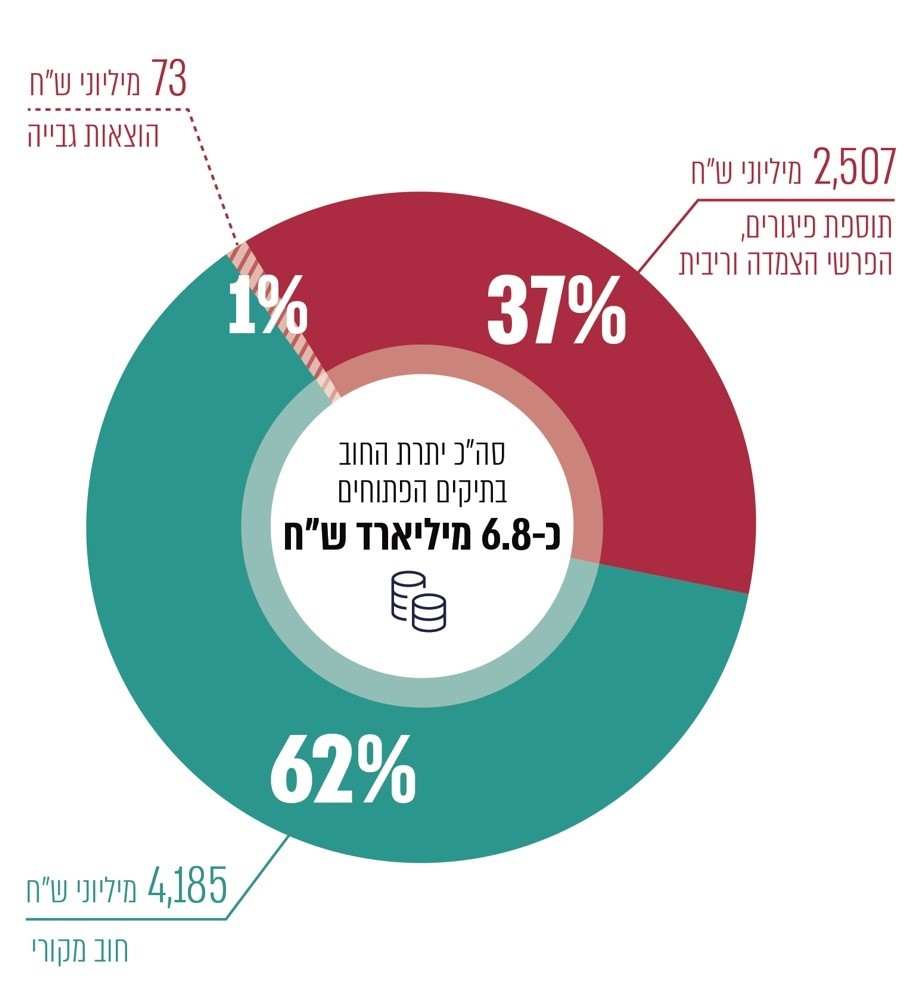 73 מיליוני ש"ח
הוצאות גבייה
2,507 מיליוני ש"ח
תוספת פיגורים,
הפרשי הצמדה וריבית
1%
37%
סה"כ יתרת החוב
בתיקים הפתוחים
כ-6.8 מיליארד ש"ח
62%
4,185 מיליוני ש"ח
חוב מקורי